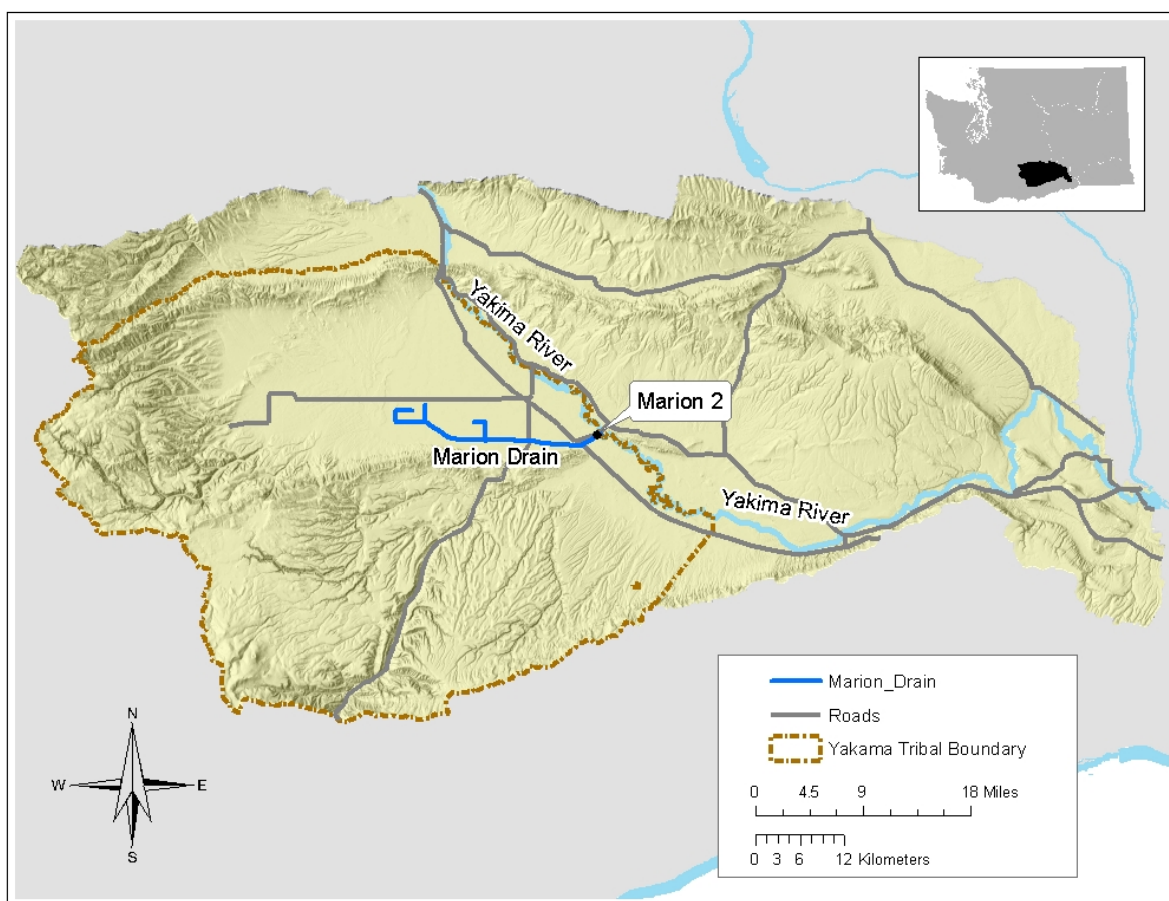 Yakima River
Marion 2
Marion Drain
Yakima River
Marion_Drain
Roads
Yakama Tribal Boundary
0 4.5 9 18 Miles
0 3 6 12 Kilometers
N
W E
S